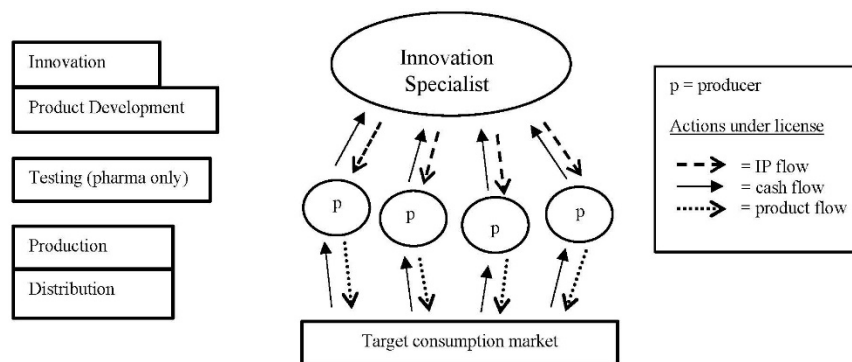 Innovation
Product Development
Testing (pharma only)
Production
Distribution
Innovation
Specialist
p
p
p
p
Target consumption market
p = producer
Actions under license
= IP flow
= cash flow
= product flow